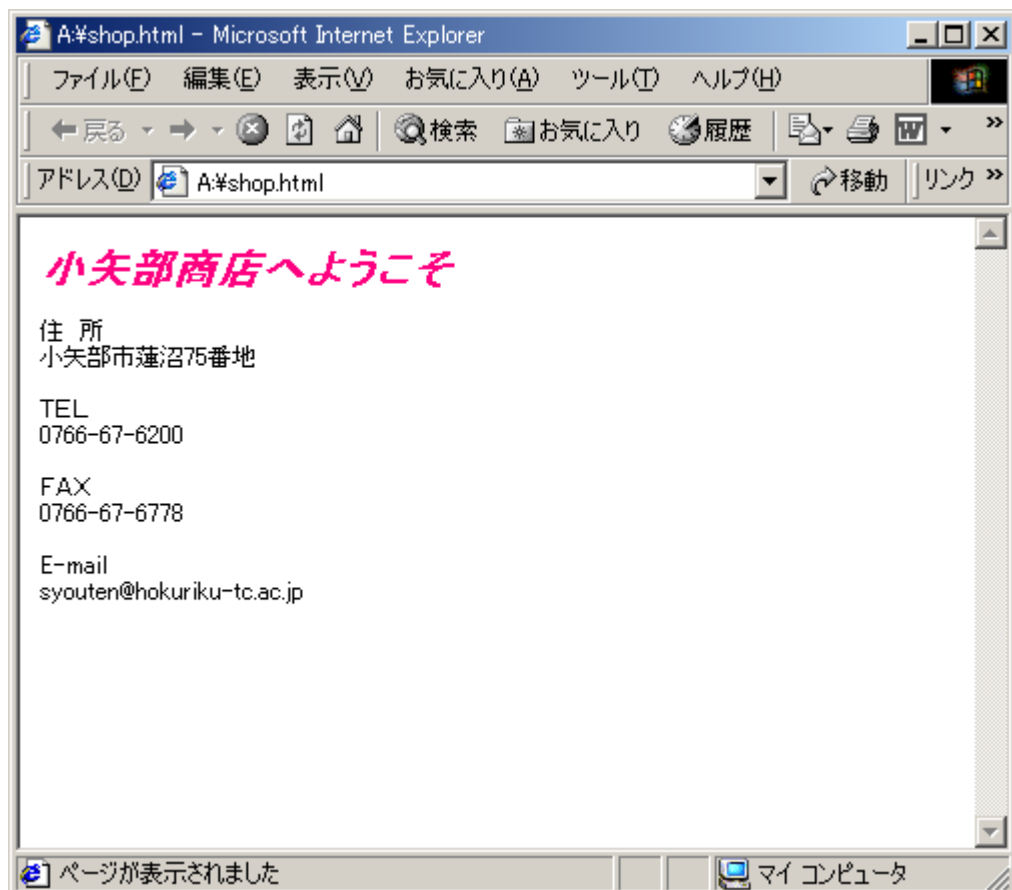 A:¥shop.html - Microsoft Internet Explorer
ファイル(F) 編集(E) 表示(V) お気に入り(A) ツール(T) ヘルプ(H)
戻る 検索 お気に入り 履歴 »
アドレス(D) A:¥shop.html 移動 リンク »
小矢部商店へようこそ
住 所
小矢部市蓮沼75番地
TEL
0766-67-6200
FAX
0766-67-6778
E-mail
syouten@hokuriku-tc.ac.jp
ページが表示されました マイ コンピュータ